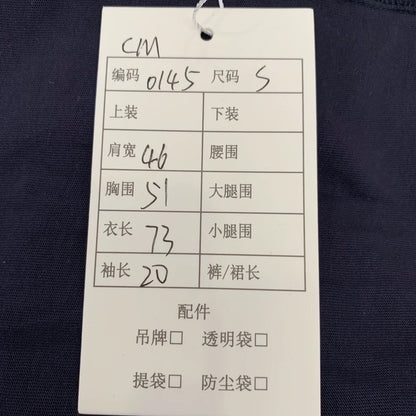 CM
编码 0145 尺码 S
上装 下装
肩宽 46 腰围
胸围 51 大腿围
衣长 73 小腿围
袖长 20 裤/裙长
配件
吊牌□ 透明袋□
提袋□ 防尘袋□